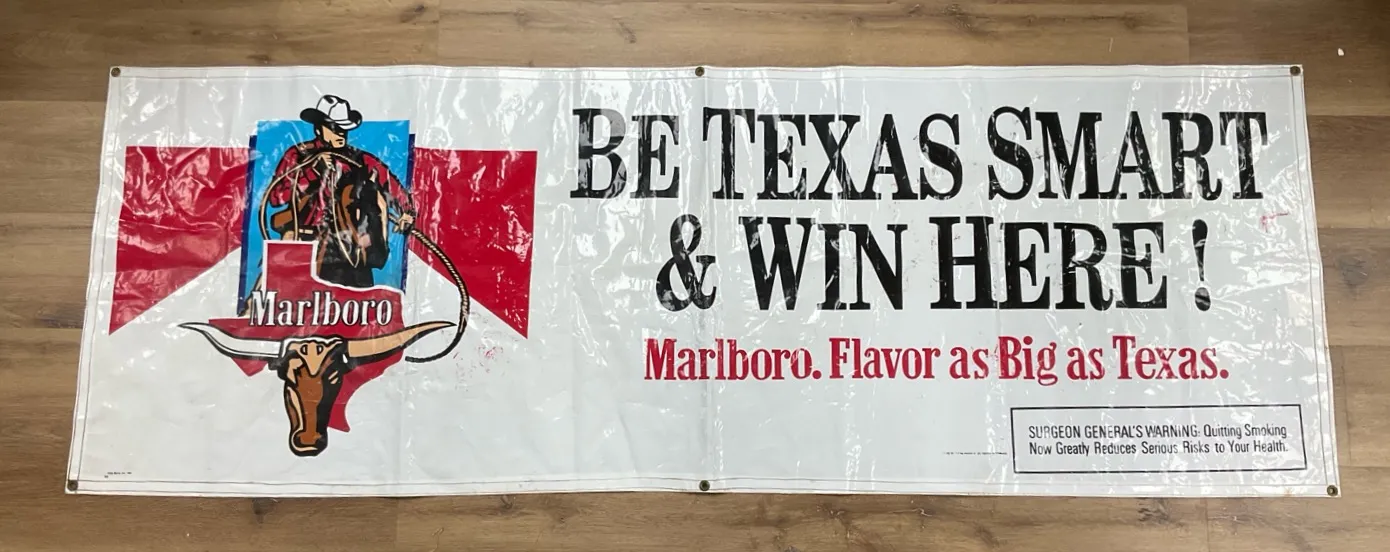 Marlboro
BE TEXAS SMART
& WIN HERE!
Marlboro. Flavor as Big as Texas.
SURGEON GENERAL'S WARNING: Quitting Smoking
Now Greatly Reduces Serious Risks to Your Health.